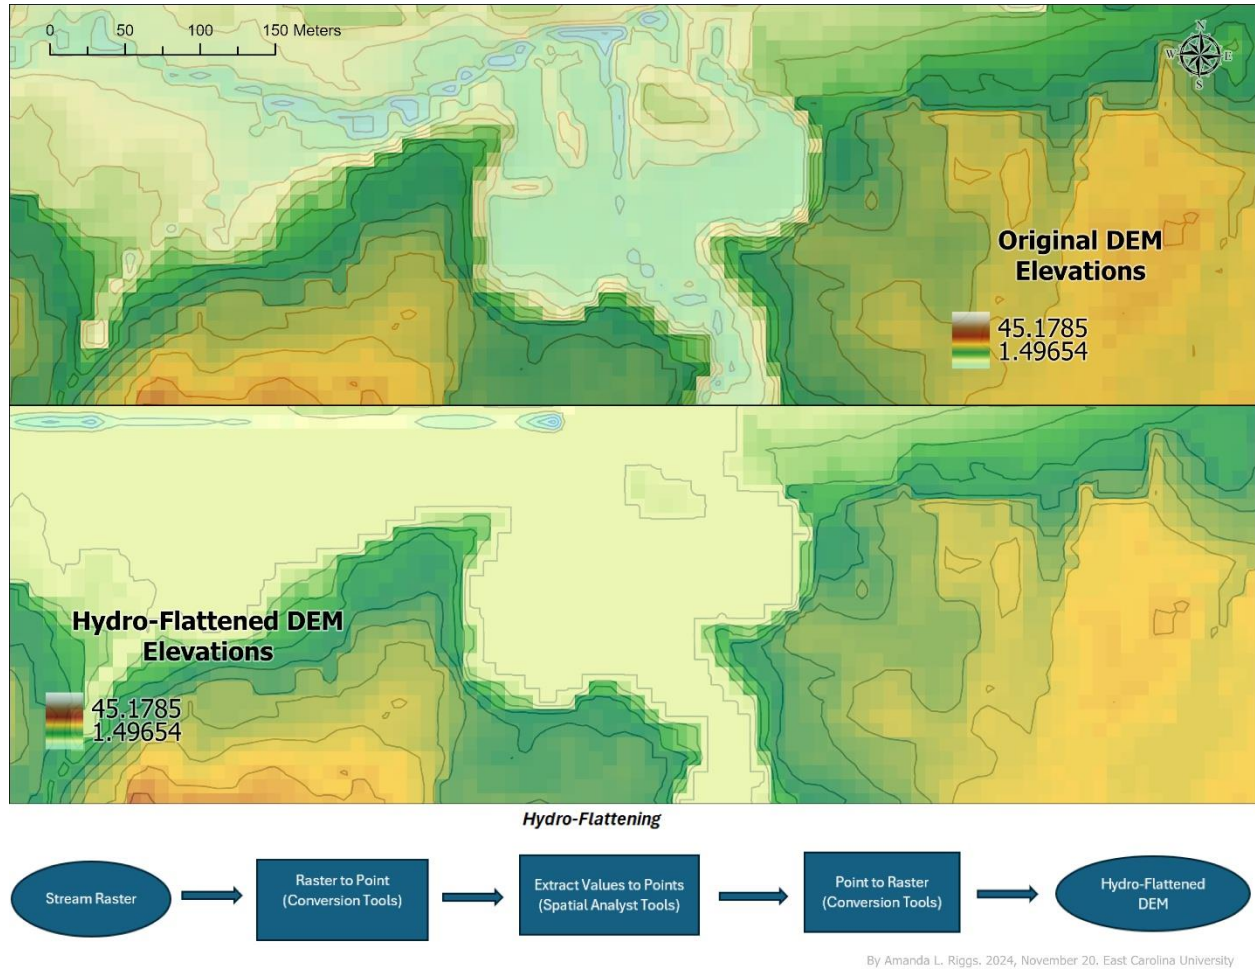 0 50 100 150 Meters
N
W E
S
Original DEM
Elevations
45.1785
1.49654
Hydro-Flattened DEM
Elevations
45.1785
1.49654
Hydro-Flattening
Stream Raster
Raster to Point
(Conversion Tools)
Extract Values to Points
(Spatial Analyst Tools)
Point to Raster
(Conversion Tools)
Hydro-Flattened
DEM
By Amanda L. Riggs. 2024, November 20. East Carolina University